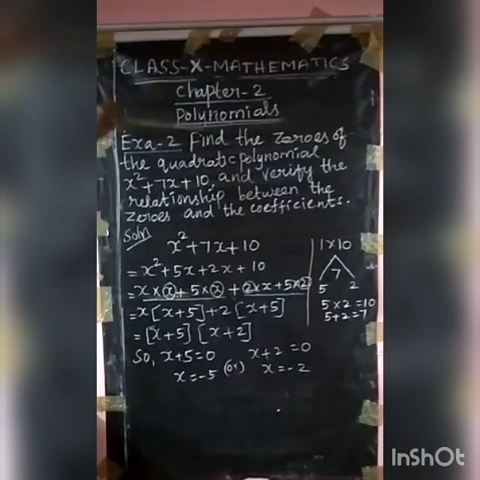 CLASS-X-MATHEMATICS
Chapter-2
Polynomials
Exa-2 Find the Zeroes of
the quadratic polynomial
x²+7x+10, and verify the
relationship between the
zeroes and the coefficients.
Soln
x²+7x+10
= x²+5x+2x+10
= x×x+5×x+2×x+5×2
= x[x+5]+2[x+5]
= [x+5] [x+2]
So, x+5=0 x+2=0
x=-5 (or) x=-2
1×10
7
5 2
5×2=10
5+2=7
InShOt